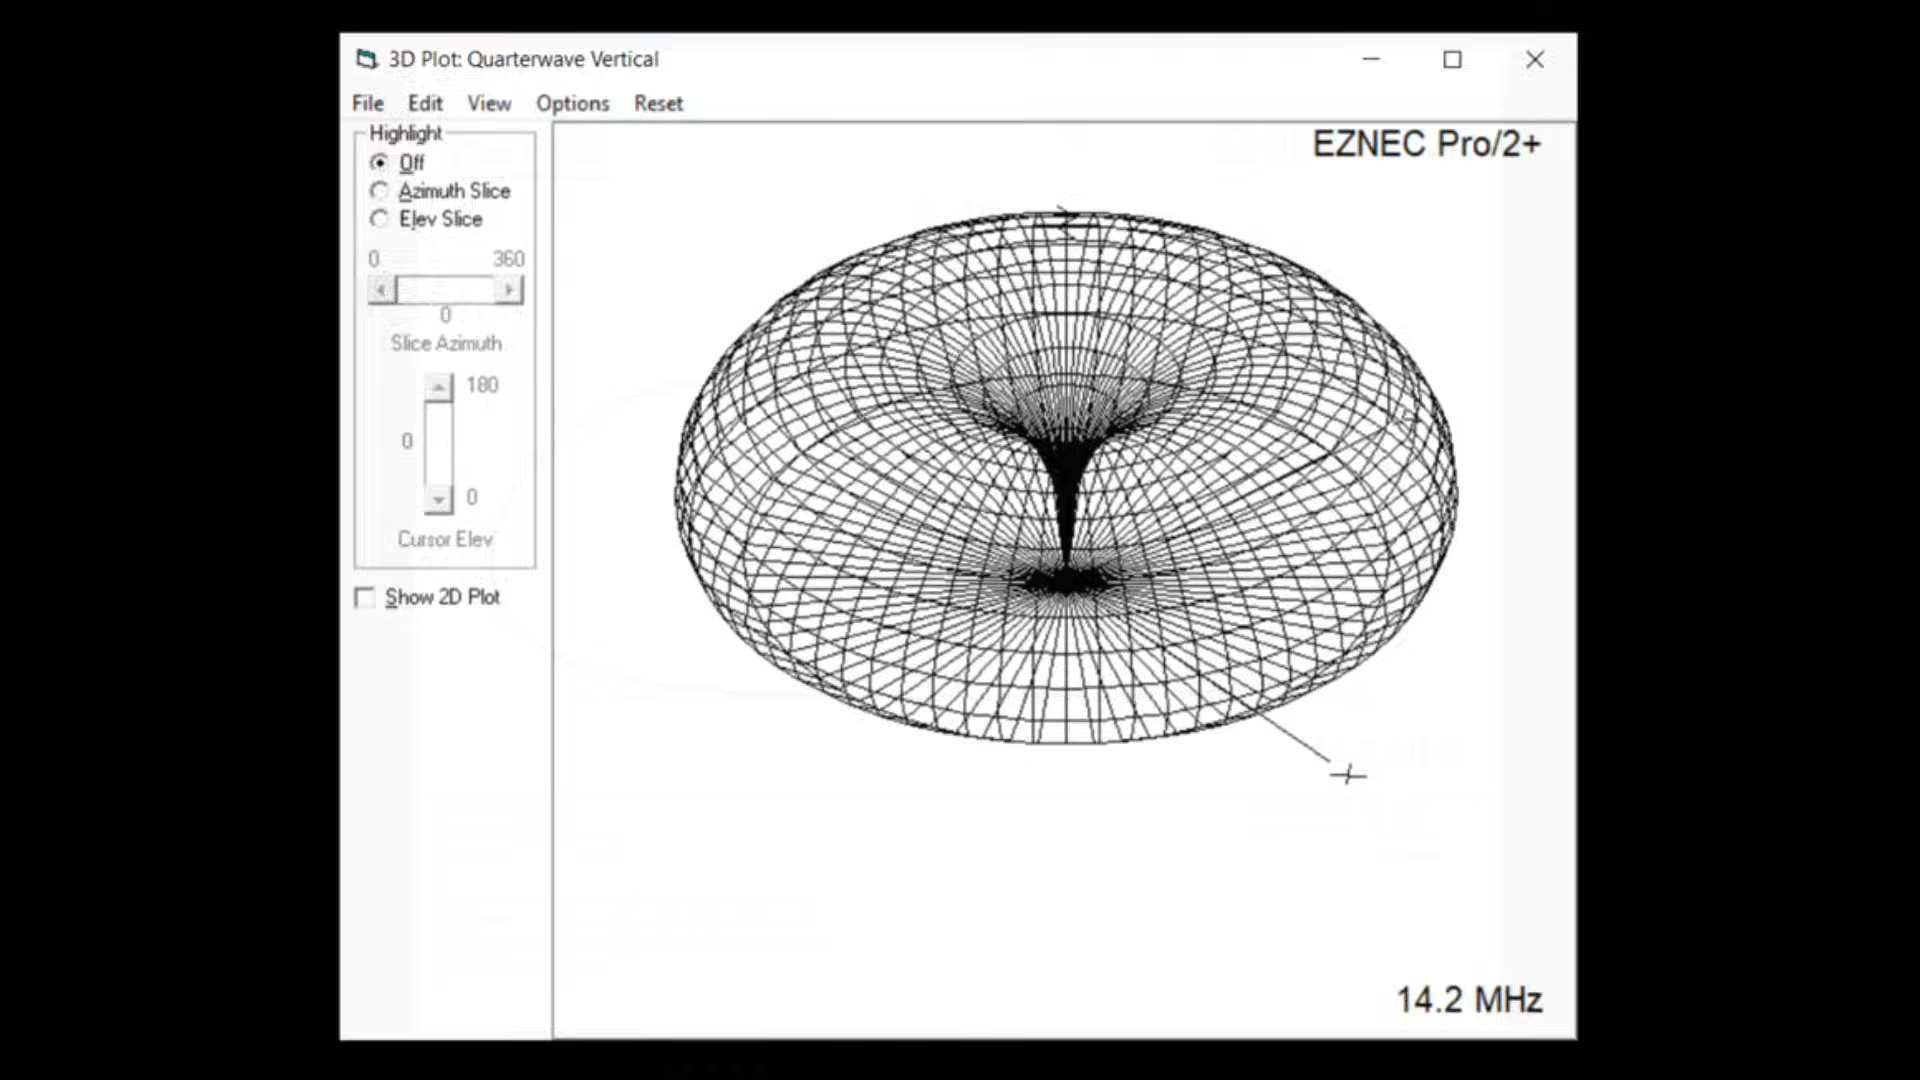 3D Plot: Quarterwave Vertical
File Edit View Options Reset
Highlight
Off
Azimuth Slice
Elev Slice
0 360
0
Slice Azimuth
180
0
0
Cursor Elev
Show 2D Plot
EZNEC Pro/2+
14.2 MHz